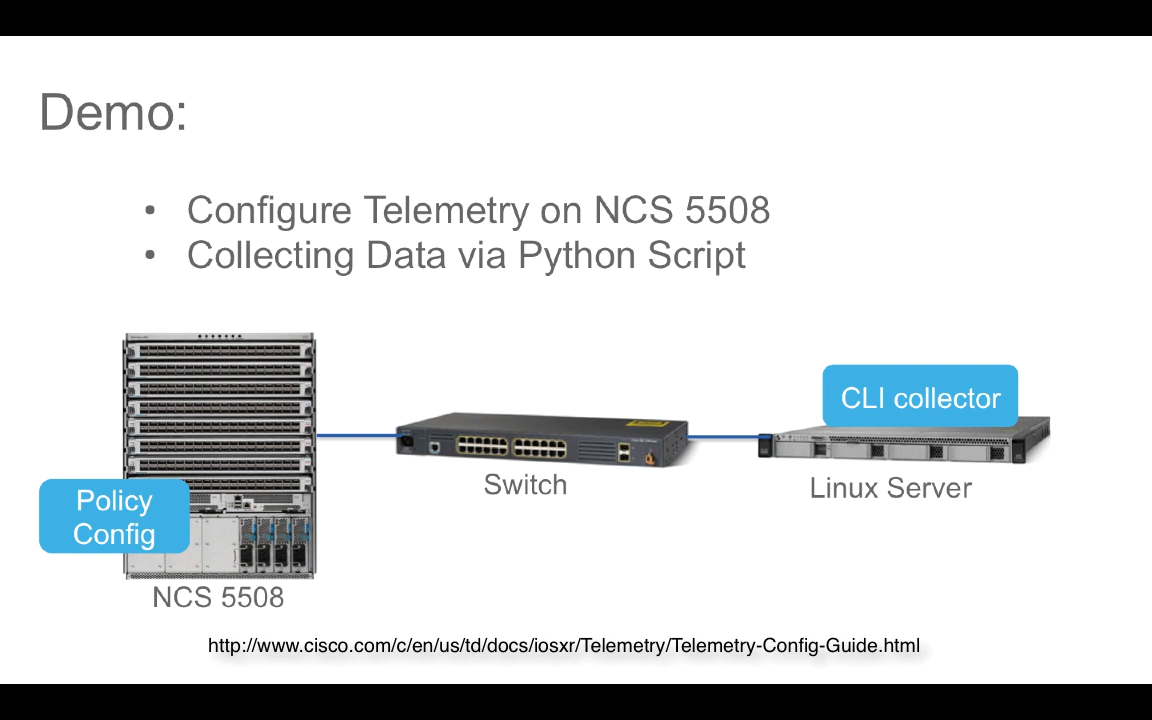 Demo:
• Configure Telemetry on NCS 5508
• Collecting Data via Python Script
CLI collector
Switch
Linux Server
Policy
Config
NCS 5508
http://www.cisco.com/c/en/us/td/docs/iosxr/Telemetry/Telemetry-Config-Guide.html